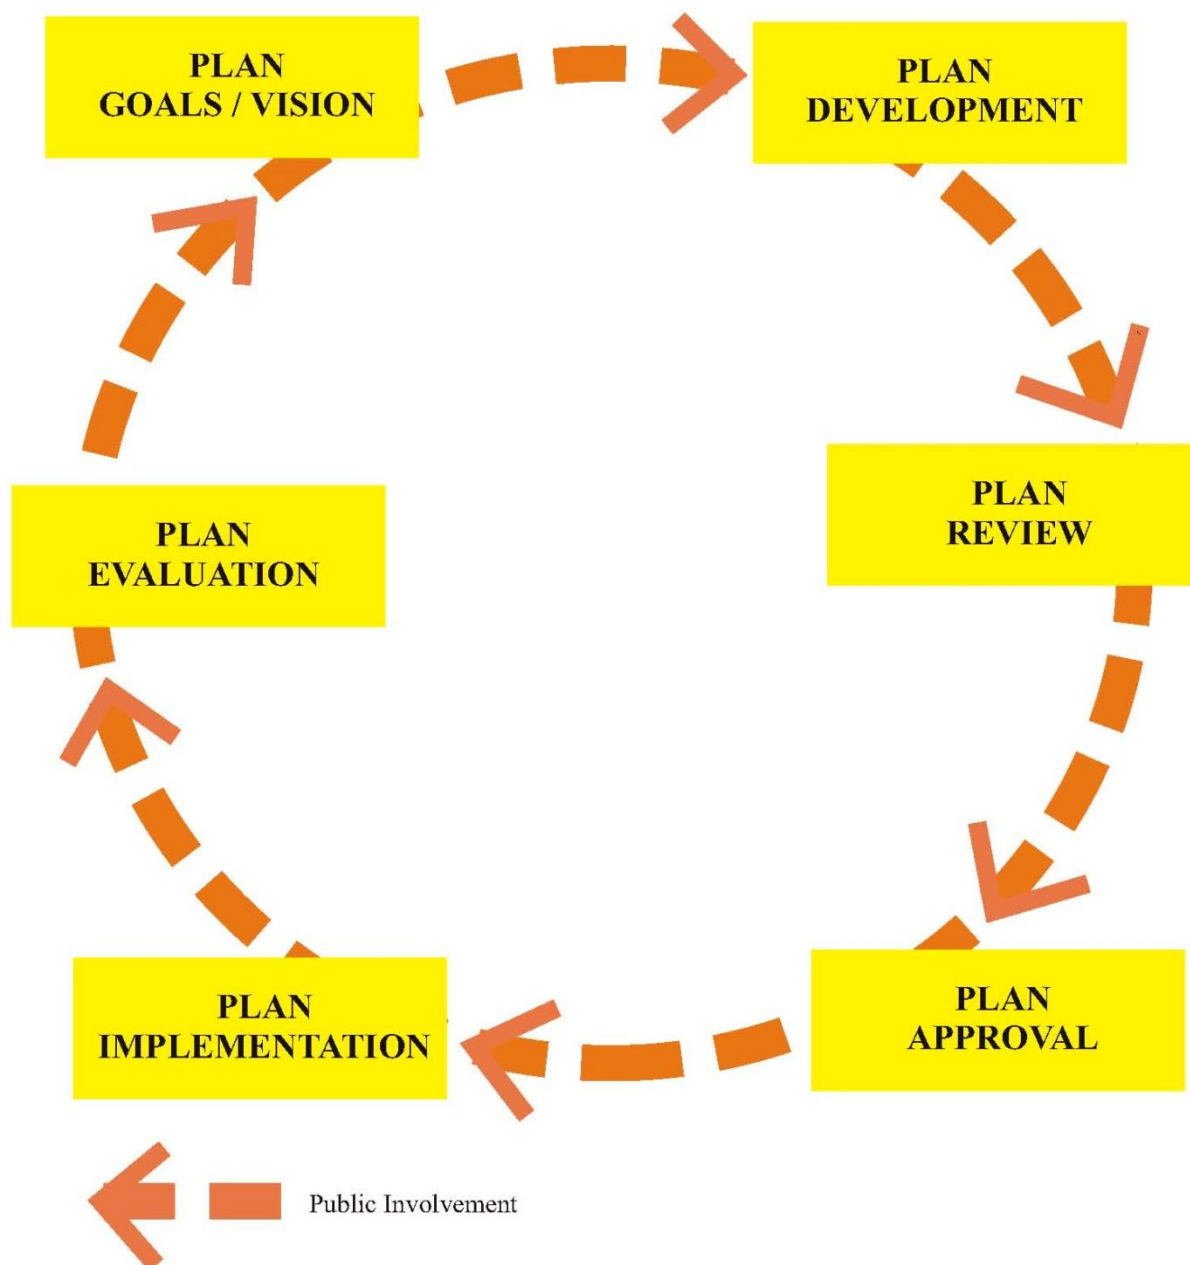 PLAN
GOALS / VISION
PLAN
DEVELOPMENT
PLAN
REVIEW
PLAN
APPROVAL
PLAN
IMPLEMENTATION
PLAN
EVALUATION
Public Involvement